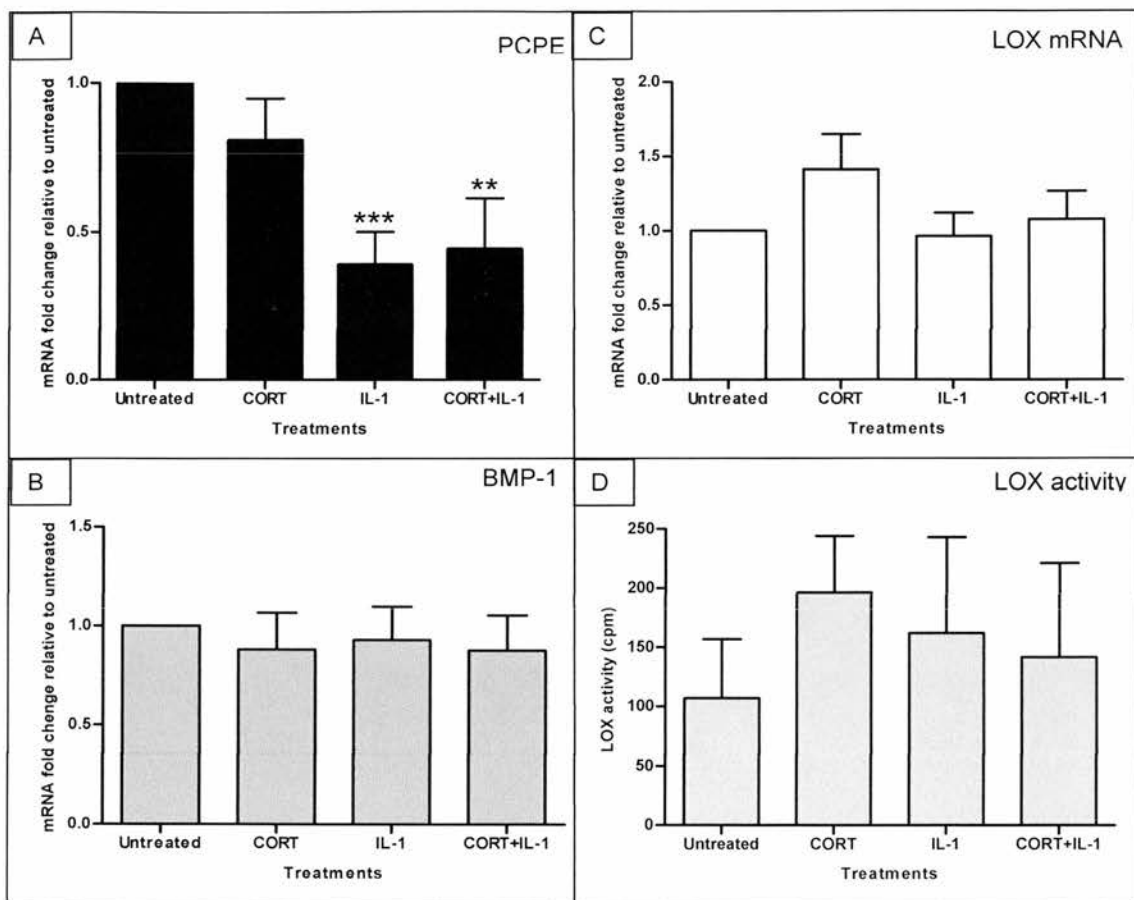 A
PCPE
mRNA fold change relative to untreated
1.0
0.5
0.0
***
**
Untreated CORT IL-1 CORT+IL-1
Treatments
B
BMP-1
mRNA fold change relative to untreated
1.5
1.0
0.5
0.0
Untreated CORT IL-1 CORT+IL-1
Treatments
C
LOX mRNA
mRNA fold change relative to untreated
2.0
1.5
1.0
0.5
0.0
Untreated CORT IL-1 CORT+IL-1
Treatments
D
LOX activity
LOX activity (cpm)
250
200
150
100
50
0
Untreated CORT IL-1 CORT+IL-1
Treatments